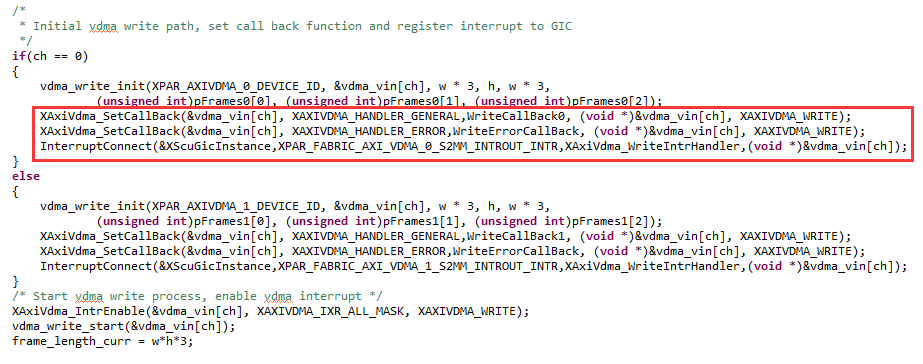 /*
 * Initial vdma write path, set call back function and register interrupt to GIC
 */
if(ch == 0)
{
    vdma_write_init(XPAR_AXIVDMA_0_DEVICE_ID, &vdma_vin[ch], w * 3, h, w * 3,
            (unsigned int)pFrames0[0], (unsigned int)pFrames0[1], (unsigned int)pFrames0[2]);
    XAxiVdma_SetCallBack(&vdma_vin[ch], XAXIVDMA_HANDLER_GENERAL,WriteCallBack0, (void *)&vdma_vin[ch], XAXIVDMA_WRITE);
    XAxiVdma_SetCallBack(&vdma_vin[ch], XAXIVDMA_HANDLER_ERROR,WriteErrorCallBack, (void *)&vdma_vin[ch], XAXIVDMA_WRITE);
    InterruptConnect(&XScuGicInstance,XPAR_FABRIC_AXI_VDMA_0_S2MM_INTROUT_INTR,XAxiVdma_WriteIntrHandler,(void *)&vdma_vin[ch]);
}
else
{
    vdma_write_init(XPAR_AXIVDMA_1_DEVICE_ID, &vdma_vin[ch], w * 3, h, w * 3,
            (unsigned int)pFrames1[0], (unsigned int)pFrames1[1], (unsigned int)pFrames1[2]);
    XAxiVdma_SetCallBack(&vdma_vin[ch], XAXIVDMA_HANDLER_GENERAL,WriteCallBack1, (void *)&vdma_vin[ch], XAXIVDMA_WRITE);
    XAxiVdma_SetCallBack(&vdma_vin[ch], XAXIVDMA_HANDLER_ERROR,WriteErrorCallBack, (void *)&vdma_vin[ch], XAXIVDMA_WRITE);
    InterruptConnect(&XScuGicInstance,XPAR_FABRIC_AXI_VDMA_1_S2MM_INTROUT_INTR,XAxiVdma_WriteIntrHandler,(void *)&vdma_vin[ch]);
}
/* Start vdma write process, enable vdma interrupt */
XAxiVdma_IntrEnable(&vdma_vin[ch], XAXIVDMA_IXR_ALL_MASK, XAXIVDMA_WRITE);
vdma_write_start(&vdma_vin[ch]);
frame_length_curr = w*h*3;